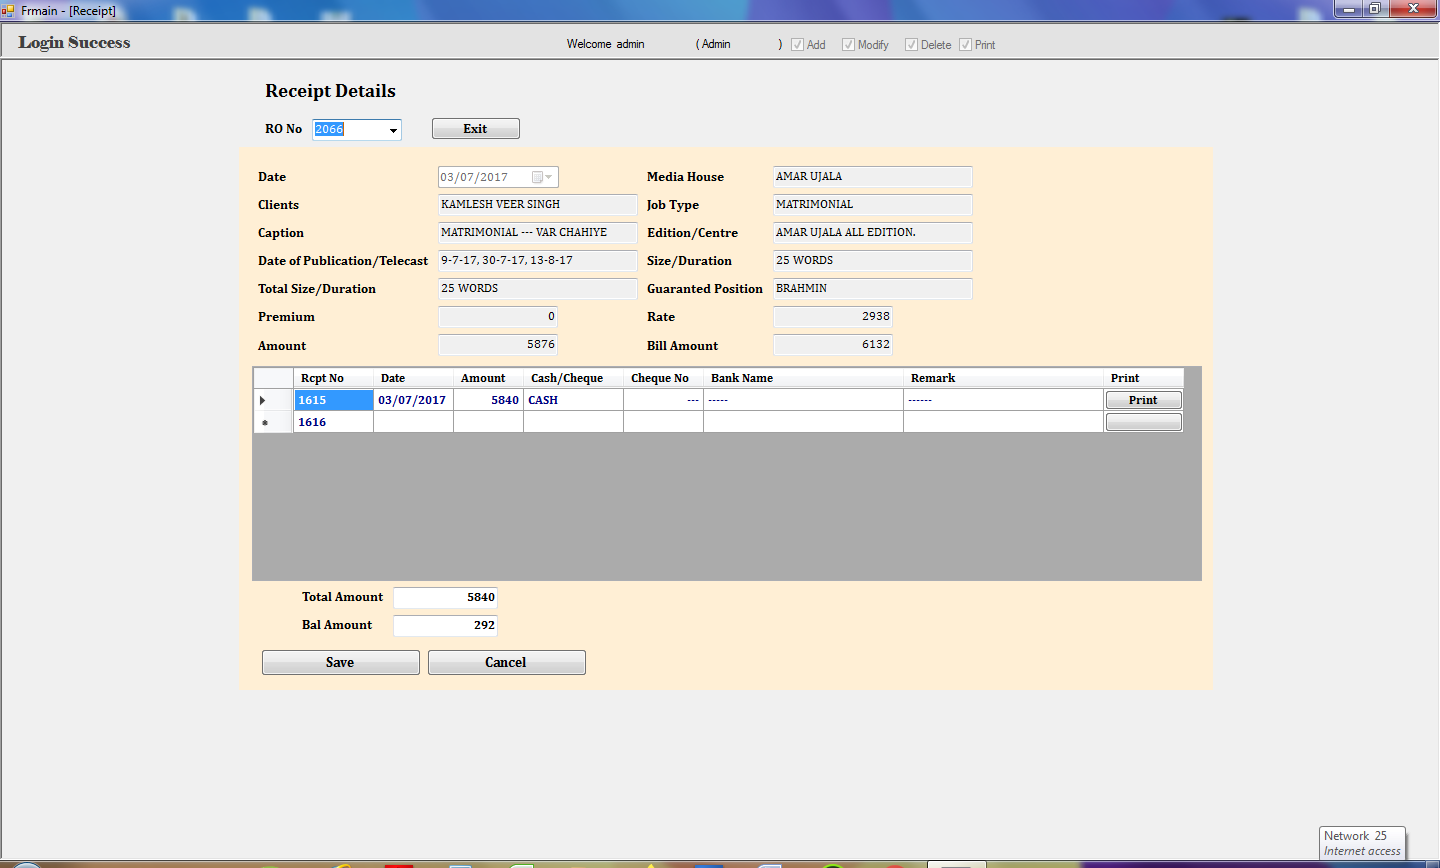 Frmain - [Receipt]
Login Success
Welcome admin ( Admin ) Add Modify Delete Print
Receipt Details
RO No 2066 Exit
Date 03/07/2017 Media House AMAR UJALA
Clients KAMLESH VEER SINGH Job Type MATRIMONIAL
Caption MATRIMONIAL --- VAR CHAHIYE Edition/Centre AMAR UJALA ALL EDITION.
Date of Publication/Telecast 9-7-17, 30-7-17, 13-8-17 Size/Duration 25 WORDS
Total Size/Duration 25 WORDS Guaranted Position BRAHMIN
Premium 0 Rate 2938
Amount 5876 Bill Amount 6132
Rcpt No Date Amount Cash/Cheque Cheque No Bank Name Remark Print
1615 03/07/2017 5840 CASH --- ----- ------ Print
1616
Total Amount 5840
Bal Amount 292
Save Cancel
Network 25
Internet access